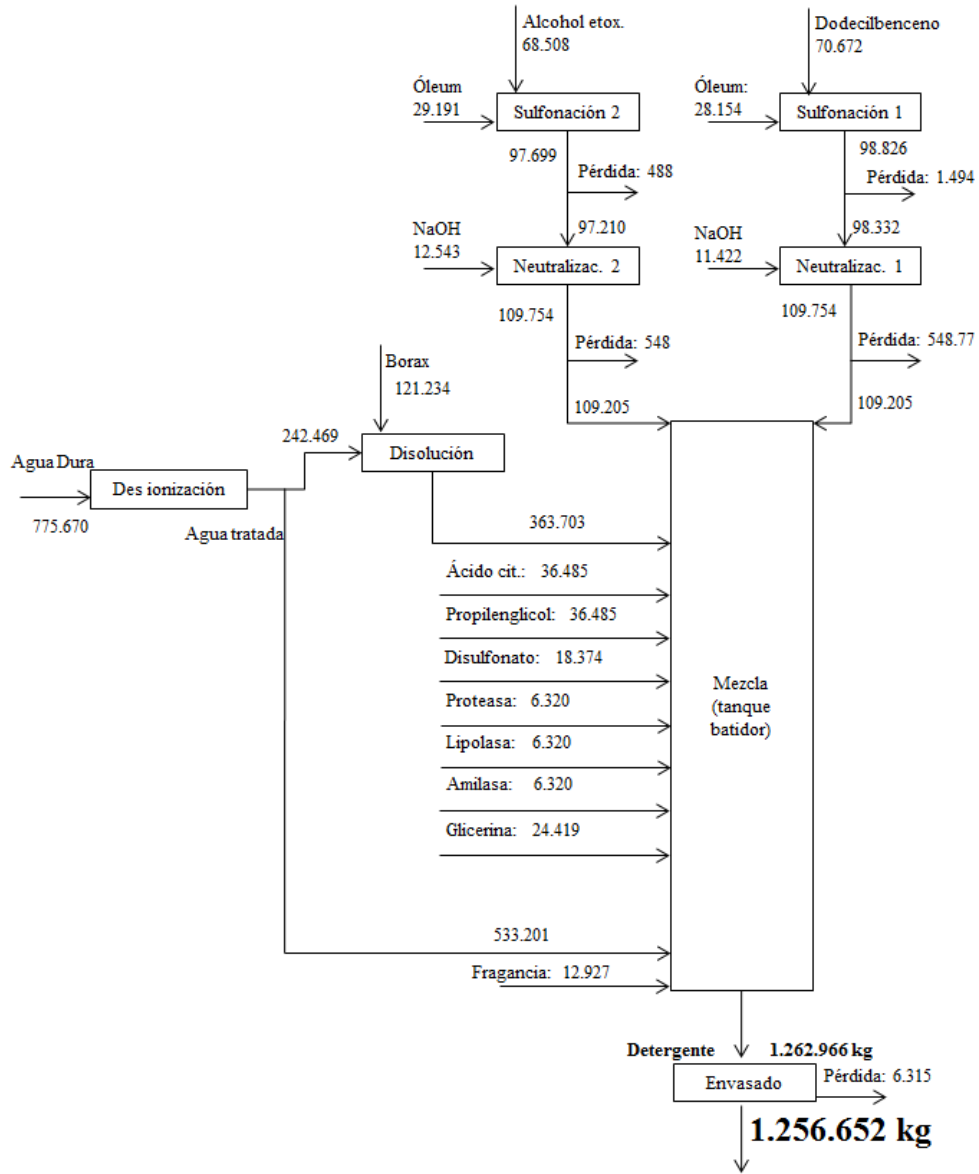 Alcohol etox.
68.508
Dodecilbenceno
70.672
Óleum
29.191
Sulfonación 2
Óleum:
28.154
Sulfonación 1
97.699
Pérdida: 488
98.826
Pérdida: 1.494
97.210
98.332
NaOH
12.543
Neutralizac. 2
NaOH
11.422
Neutralizac. 1
109.754
Pérdida: 548
109.754
Pérdida: 548.77
109.205
109.205
Borax
121.234
242.469
Disolución
Agua Dura
775.670
Des ionización
Agua tratada
363.703
Ácido cit.: 36.485
Propilenglicol: 36.485
Disulfonato: 18.374
Proteasa: 6.320
Lipolasa: 6.320
Amilasa: 6.320
Glicerina: 24.419
Mezcla
(tanque
batidor)
533.201
Fragancia: 12.927
Detergente 1.262.966 kg
Envasado
Pérdida: 6.315
1.256.652 kg